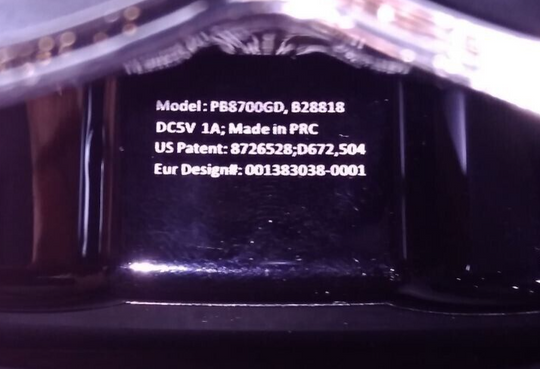 Model: PB8700GD, B28818
DC5V 1A; Made in PRC
US Patent: 8726528;D672,504
Eur Design#: 001383038-0001